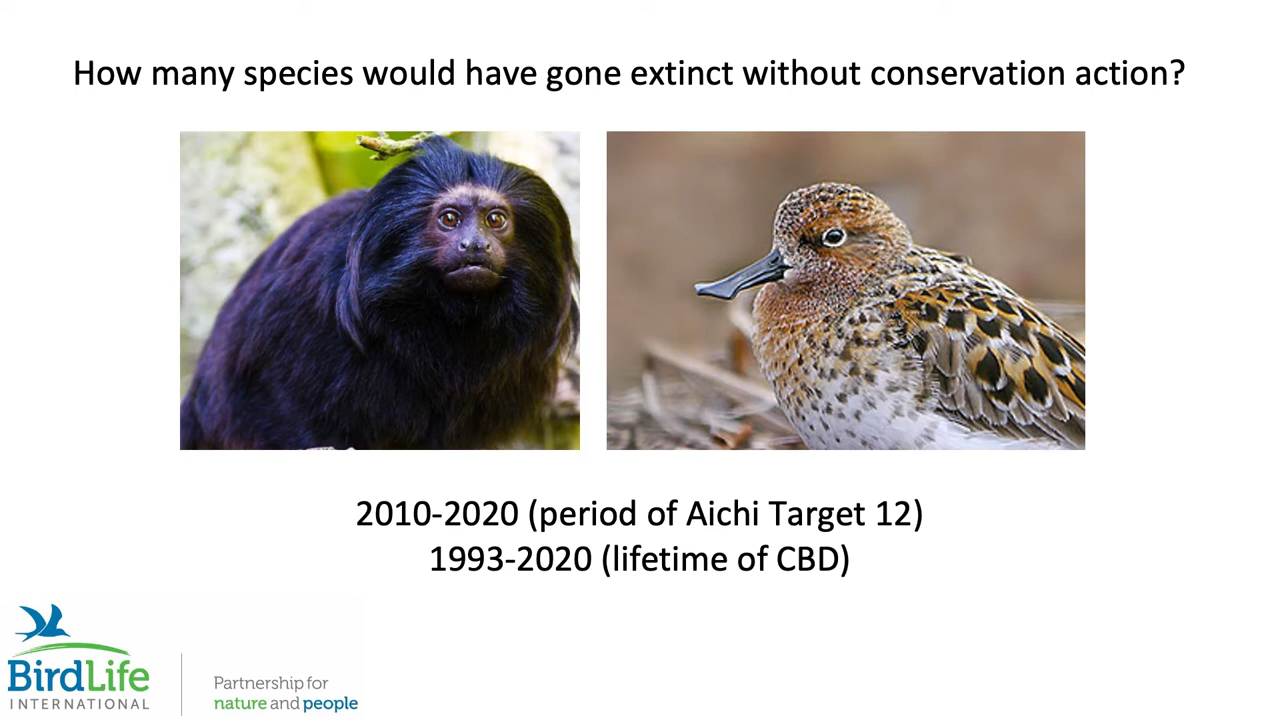 How many species would have gone extinct without conservation action?
2010-2020 (period of Aichi Target 12)
1993-2020 (lifetime of CBD)
BirdLife
INTERNATIONAL
Partnership for
nature and people